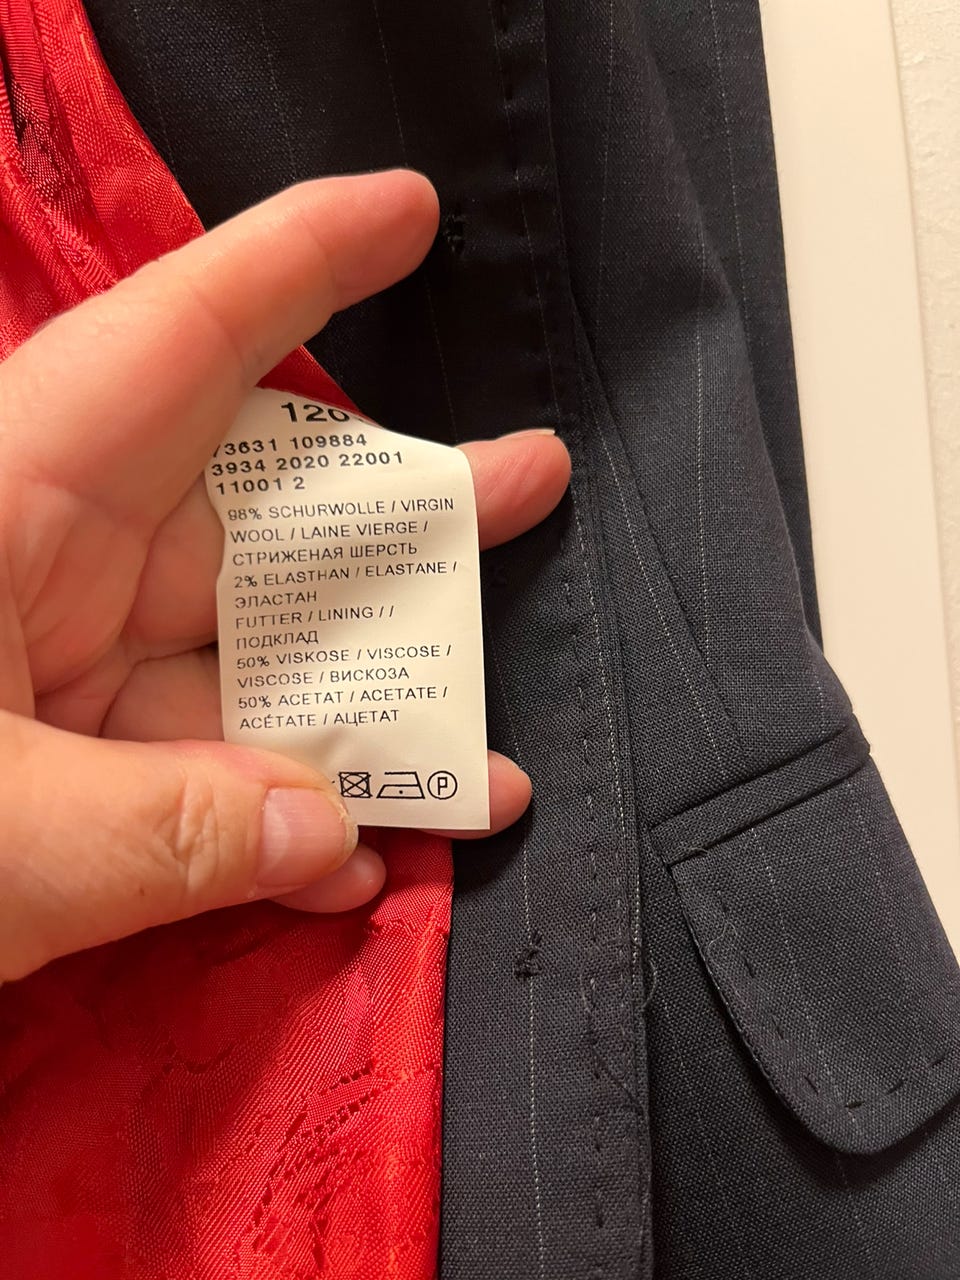 120
73631 109884
3934 2020 22001
11001 2
98% SCHURWOLLE / VIRGIN
WOOL / LAINE VIERGE /
СТРИЖЕНАЯ ШЕРСТЬ
2% ELASTHAN / ELASTANE /
ЭЛАСТАН
FUTTER / LINING / /
ПОДКЛАД
50% VISKOSE / VISCOSE /
VISCOSE / ВИСКОЗА
50% ACETAT / ACETATE /
ACÉTATE / АЦЕТАТ
P